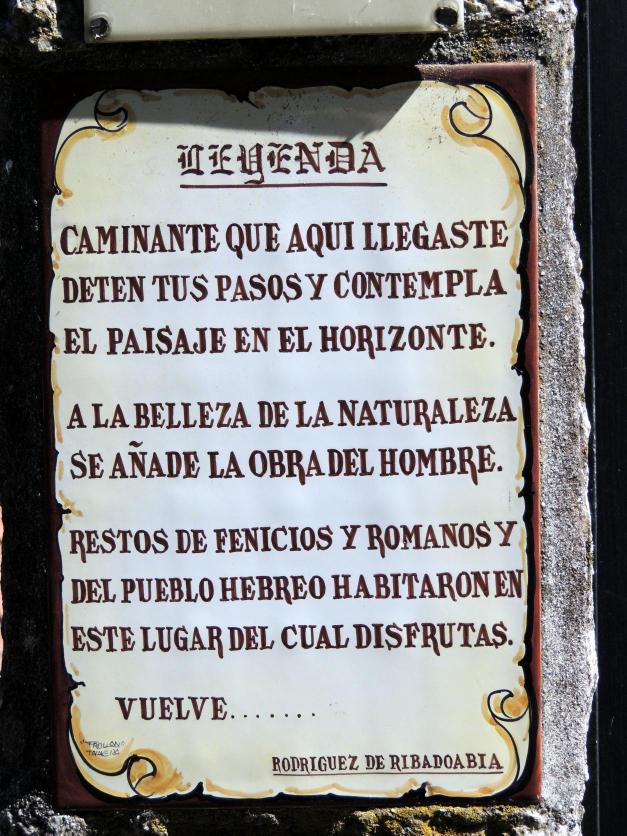 LEYENDA
CAMINANTE QUE AQUI LLEGASTE
DETEN TUS PASOS Y CONTEMPLA
EL PAISAJE EN EL HORIZONTE.
A LA BELLEZA DE LA NATURALEZA
SE AÑADE LA OBRA DEL HOMBRE.
RESTOS DE FENICIOS Y ROMANOS Y
DEL PUEBLO HEBREO HABITARON EN
ESTE LUGAR DEL CUAL DISFRUTAS.
VUELVE.......
RODRIGUEZ DE RIBADOABIA